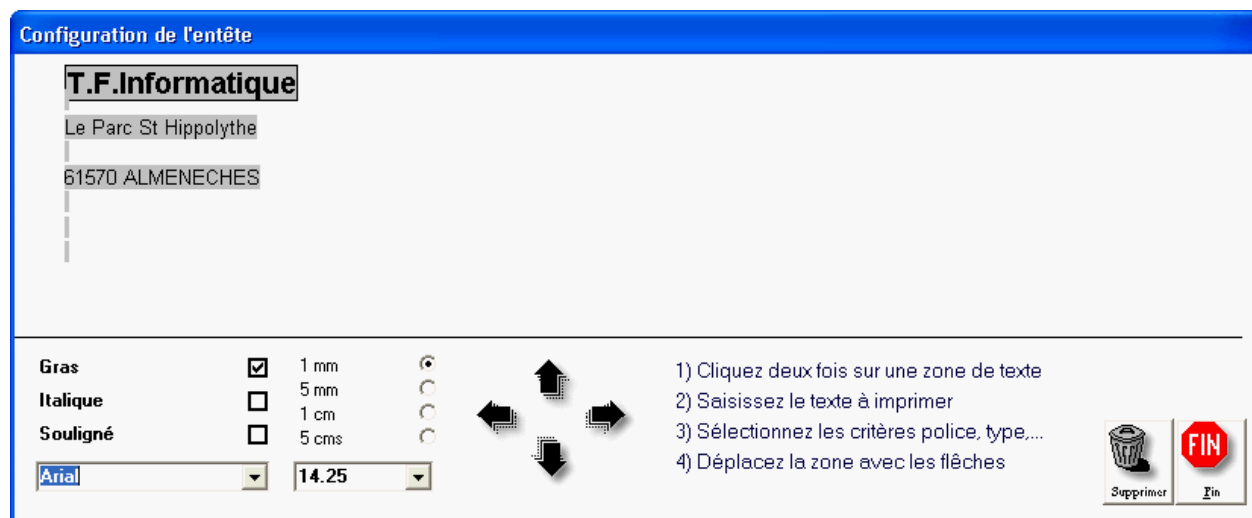 Configuration de l'entête
T.F.Informatique
Le Parc St Hippolythe
61570 ALMENECHES
Gras
Italique
Souligné
Arial
1 mm
5 mm
1 cm
5 cms
14.25
1) Cliquez deux fois sur une zone de texte
2) Saisissez le texte à imprimer
3) Sélectionnez les critères police, type,...
4) Déplacez la zone avec les flêches
Supprimer
FIN
Fin